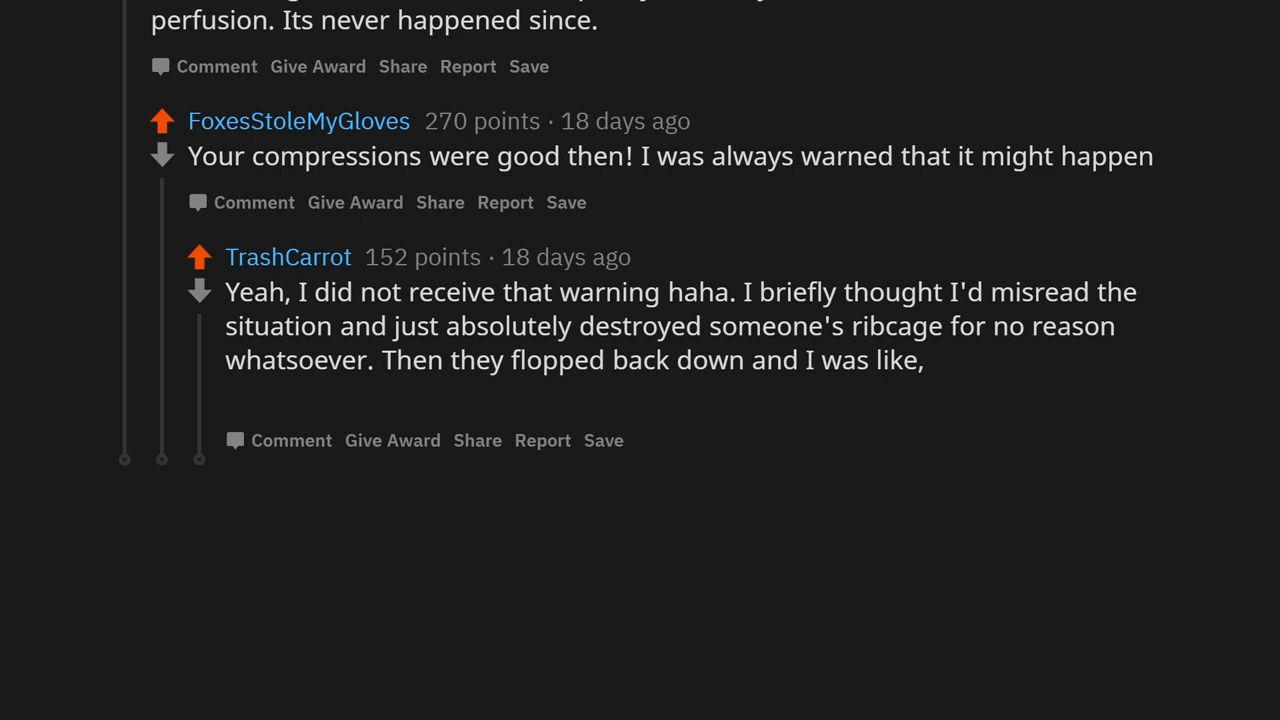 perfusion. Its never happened since.
Comment Give Award Share Report Save
FoxesStoleMyGloves 270 points · 18 days ago
Your compressions were good then! I was always warned that it might happen
Comment Give Award Share Report Save
TrashCarrot 152 points · 18 days ago
Yeah, I did not receive that warning haha. I briefly thought I'd misread the
situation and just absolutely destroyed someone's ribcage for no reason
whatsoever. Then they flopped back down and I was like,
Comment Give Award Share Report Save